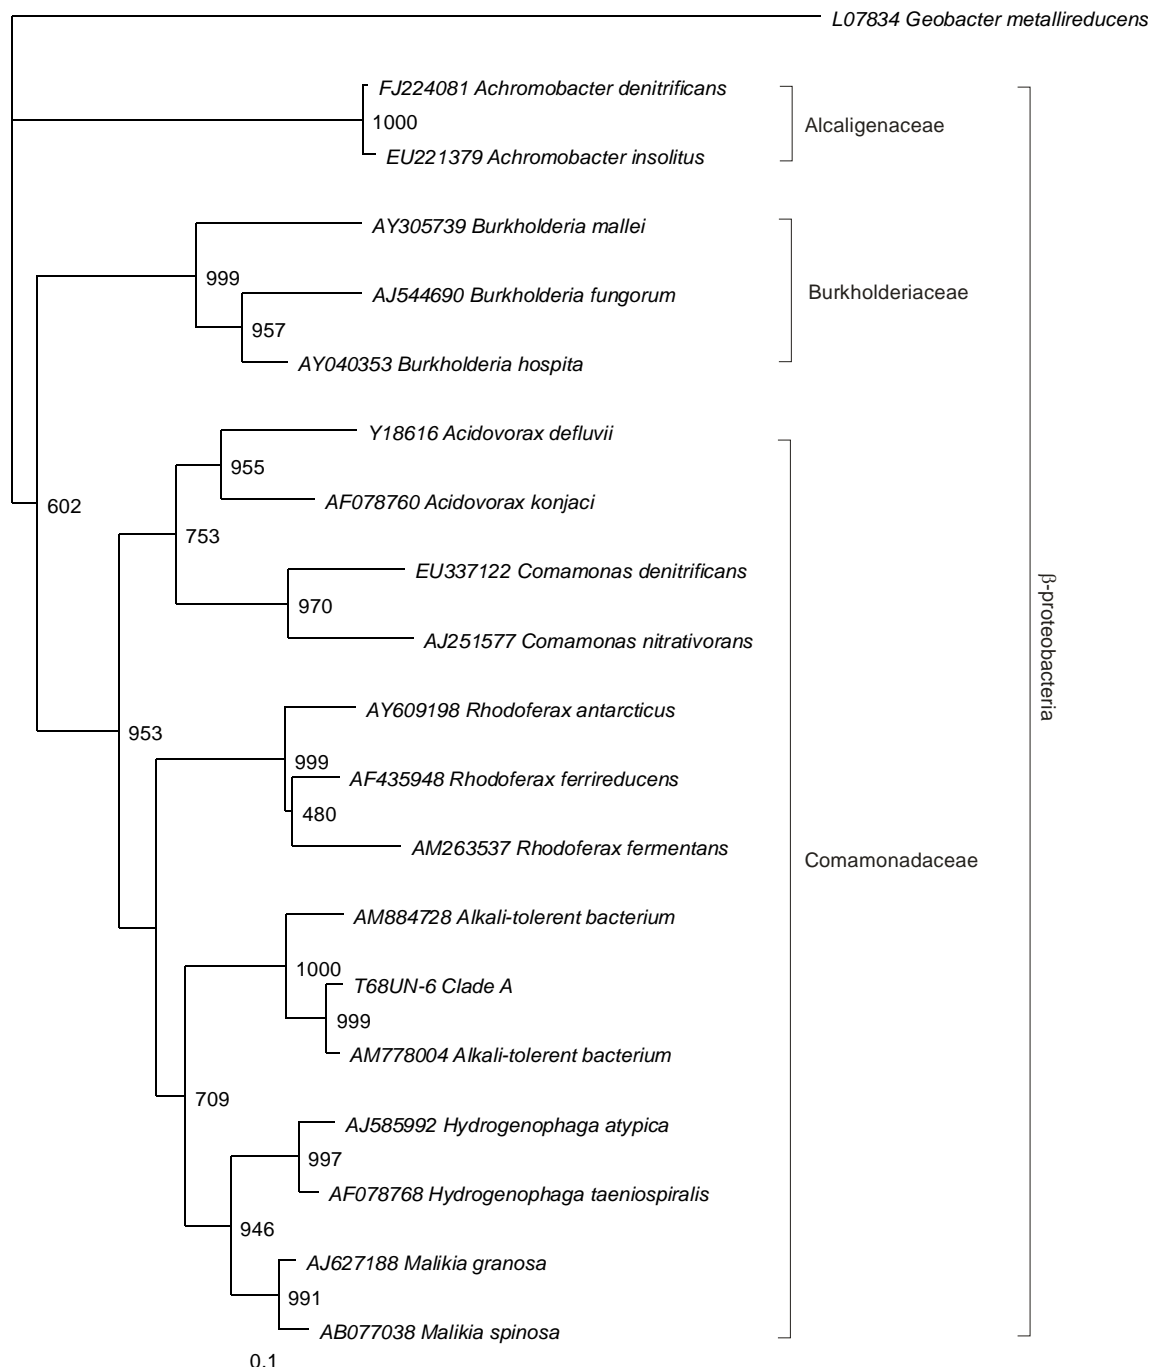 L07834 Geobacter metallireducens
FJ224081 Achromobacter denitrificans
1000
Alcaligenaceae
EU221379 Achromobacter insolitus
AY305739 Burkholderia mallei
999
AJ544690 Burkholderia fungorum
Burkholderiaceae
957
AY040353 Burkholderia hospita
Y18616 Acidovorax defluvii
955
AF078760 Acidovorax konjaci
602
753
EU337122 Comamonas denitrificans
970
AJ251577 Comamonas nitrativorans
β-proteobacteria
AY609198 Rhodoferax antarcticus
953
999
AF435948 Rhodoferax ferrireducens
480
AM263537 Rhodoferax fermentans
Comamonadaceae
AM884728 Alkali-tolerent bacterium
1000
T68UN-6 Clade A
999
AM778004 Alkali-tolerent bacterium
709
AJ585992 Hydrogenophaga atypica
997
AF078768 Hydrogenophaga taeniospiralis
946
AJ627188 Malikia granosa
991
AB077038 Malikia spinosa
0.1